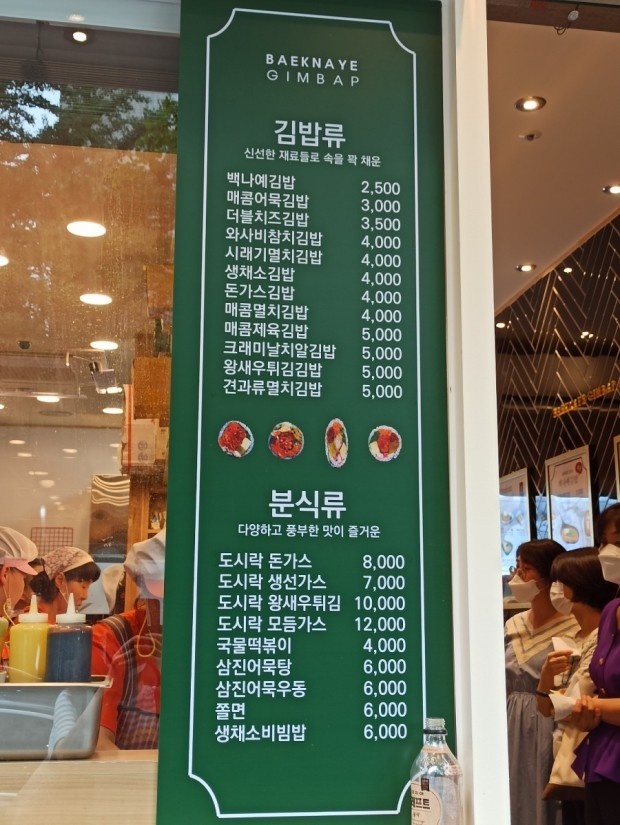 BAEKNAYE
GIMBAP
김밥류
신선한 재료들로 속을 꽉 채운
백나예김밥 2,500
매콤어묵김밥 3,000
더블치즈김밥 3,500
와사비참치김밥 4,000
시래기멸치김밥 4,000
생채소김밥 4,000
돈가스김밥 4,000
매콤멸치김밥 4,000
매콤제육김밥 5,000
크래미날치알김밥 5,000
왕새우튀김김밥 5,000
견과류멸치김밥 5,000
분식류
다양하고 풍부한 맛이 즐거운
도시락 돈가스 8,000
도시락 생선가스 7,000
도시락 왕새우튀김 10,000
도시락 모듬가스 12,000
국물떡볶이 4,000
삼진어묵탕 6,000
삼진어묵우동 6,000
쫄면 6,000
생채소비빔밥 6,000